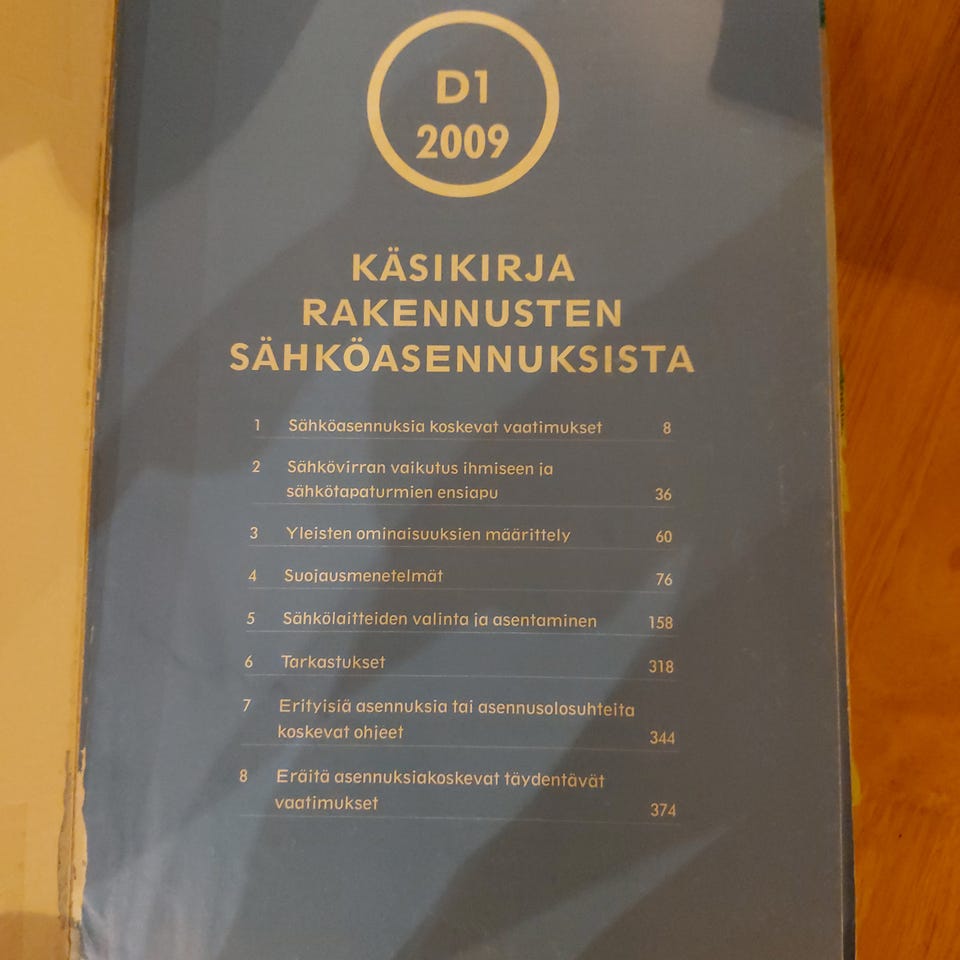 D1
2009
KÄSIKIRJA
RAKENNUSTEN
SÄHKÖASENNUKSISTA
1 Sähköasennuksia koskevat vaatimukset 8
2 Sähkövirran vaikutus ihmiseen ja
sähkötapaturmien ensiapu 36
3 Yleisten ominaisuuksien määrittely 60
4 Suojausmenetelmät 76
5 Sähkölaitteiden valinta ja asentaminen 158
6 Tarkastukset 318
7 Erityisiä asennuksia tai asennusolosuhteita
koskevat ohjeet 344
8 Eräitä asennuksiakoskevat täydentävät
vaatimukset 374